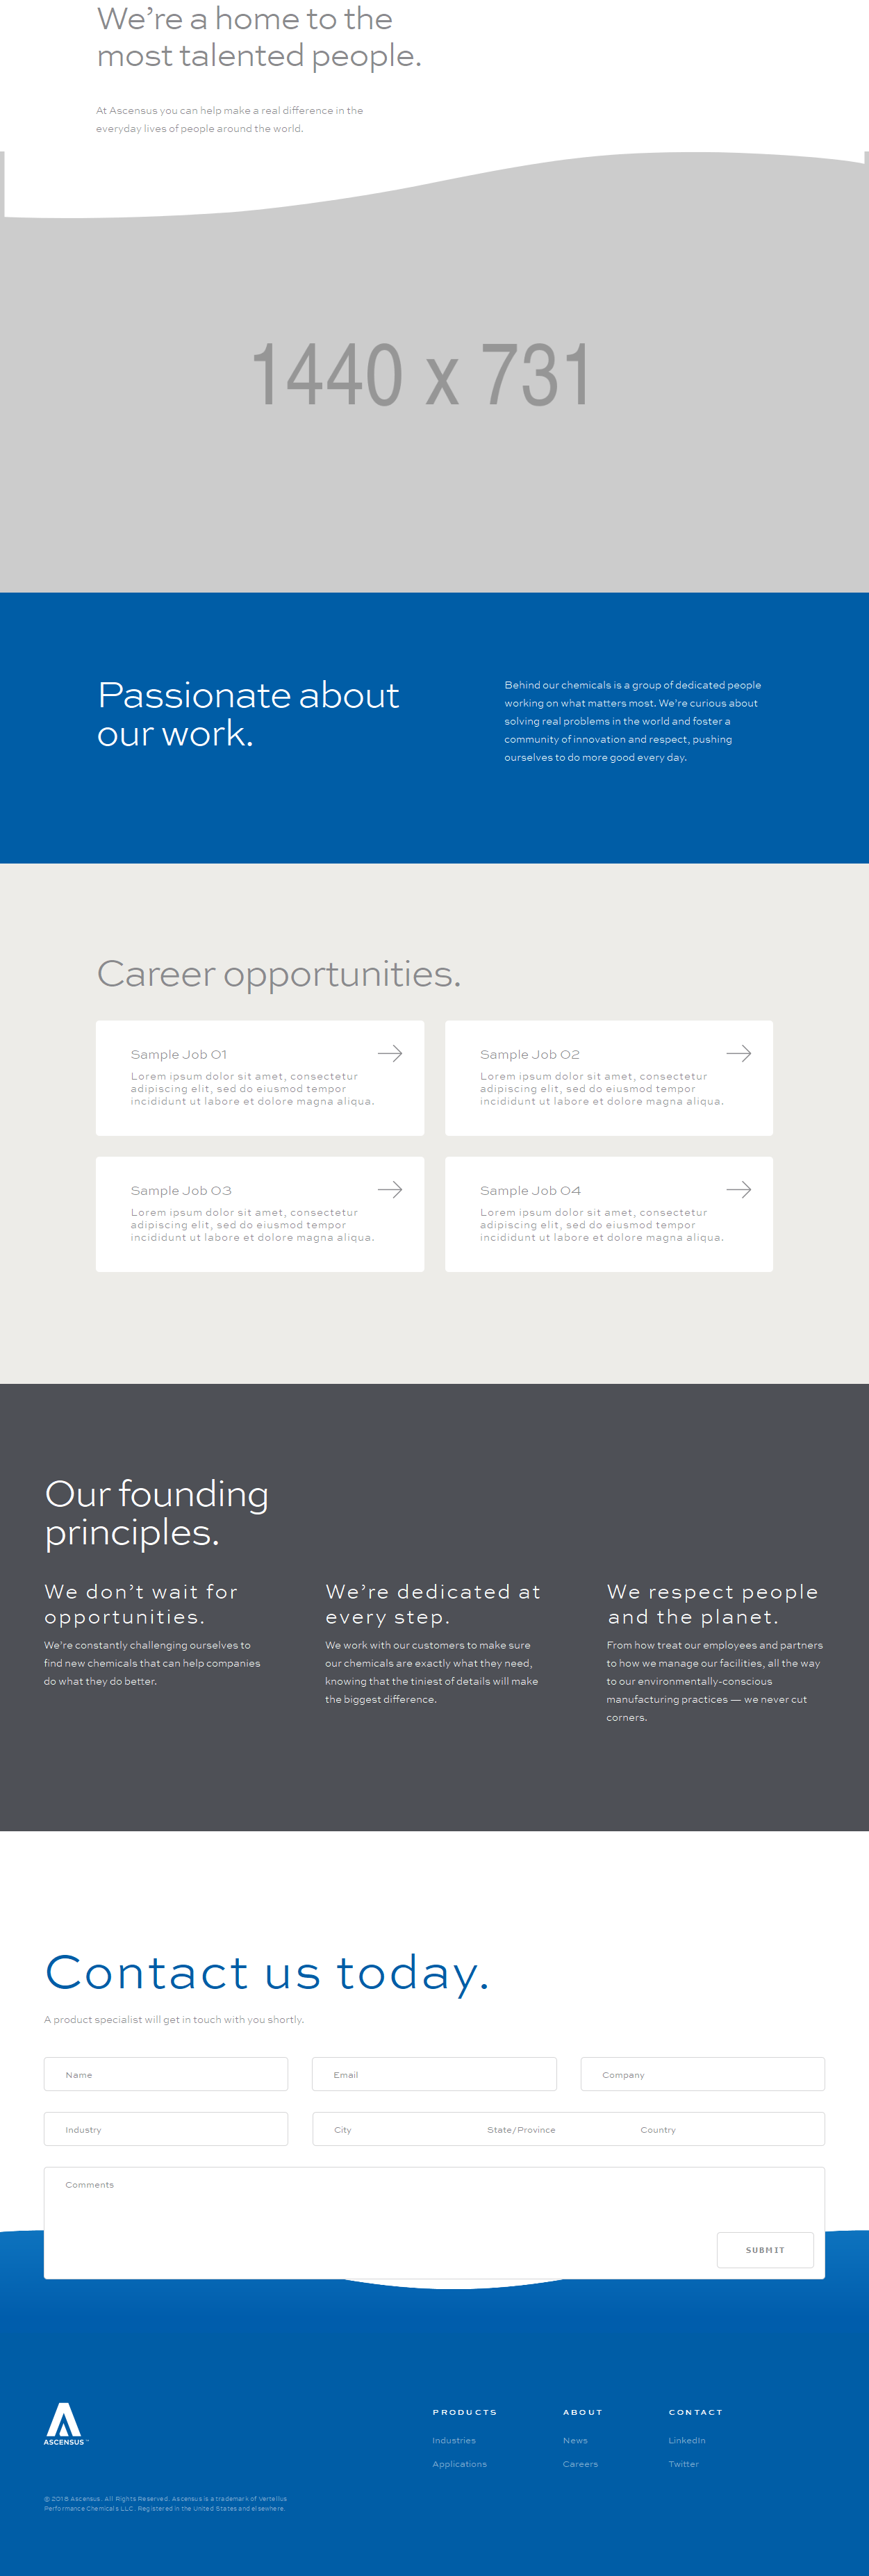 We're a home to the
most talented people.
At Ascensus you can help make a real difference in the
everyday lives of people around the world.
1440 x 731
Passionate about
our work.
Behind our chemicals is a group of dedicated people
working on what matters most. We're curious about
solving real problems in the world and foster a
community of innovation and respect, pushing
ourselves to do more good every day.
Career opportunities.
Sample Job 01
Lorem ipsum dolor sit amet, consectetur
adipiscing elit, sed do eiusmod tempor
incididunt ut labore et dolore magna aliqua.
Sample Job 02
Lorem ipsum dolor sit amet, consectetur
adipiscing elit, sed do eiusmod tempor
incididunt ut labore et dolore magna aliqua.
Sample Job 03
Lorem ipsum dolor sit amet, consectetur
adipiscing elit, sed do eiusmod tempor
incididunt ut labore et dolore magna aliqua.
Sample Job 04
Lorem ipsum dolor sit amet, consectetur
adipiscing elit, sed do eiusmod tempor
incididunt ut labore et dolore magna aliqua.
Our founding
principles.
We don't wait for
opportunities.
We're constantly challenging ourselves to
find new chemicals that can help companies
do what they do better.
We're dedicated at
every step.
We work with our customers to make sure
our chemicals are exactly what they need,
knowing that the tiniest of details will make
the biggest difference.
We respect people
and the planet.
From how treat our employees and partners
to how we manage our facilities, all the way
to our environmentally-conscious
manufacturing practices — we never cut
corners.
Contact us today.
A product specialist will get in touch with you shortly.
Name
Email
Company
Industry
City
State/Province
Country
Comments
SUBMIT
ASCENSUS™
PRODUCTS
Industries
Applications
ABOUT
News
Careers
CONTACT
LinkedIn
Twitter
© 2018 Ascensus. All Rights Reserved. Ascensus is a trademark of Vertellus
Performance Chemicals LLC. Registered in the United States and elsewhere.